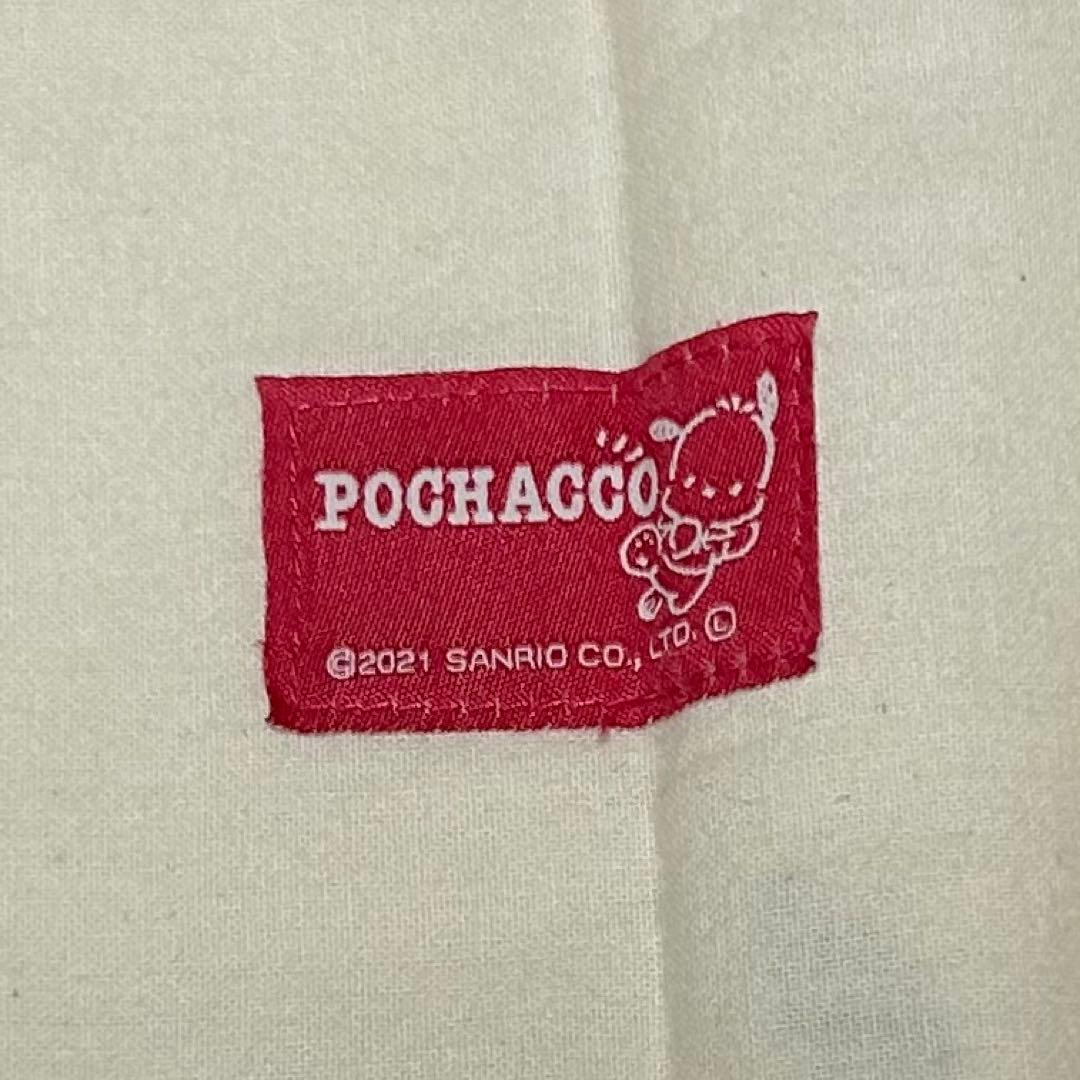 POCHACCO
©2021 SANRIO CO., LTD. Ⓛ